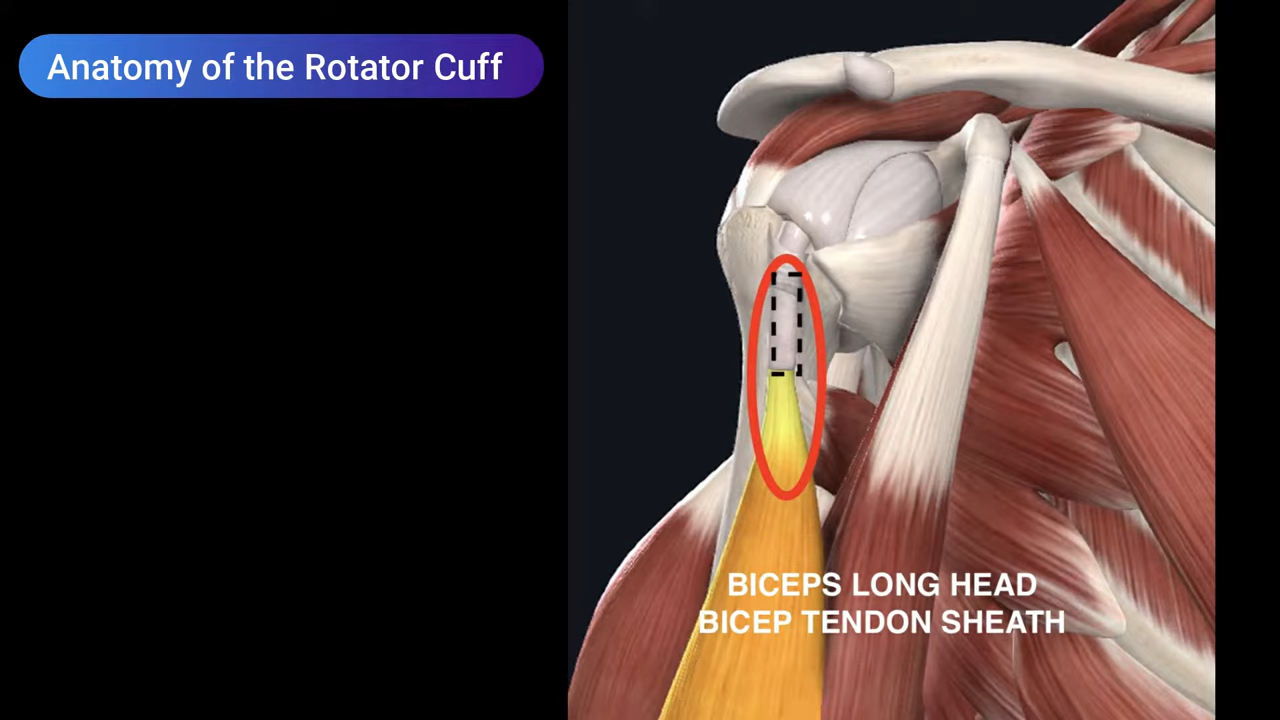 Anatomy of the Rotator Cuff
BICEPS LONG HEAD
BICEP TENDON SHEATH